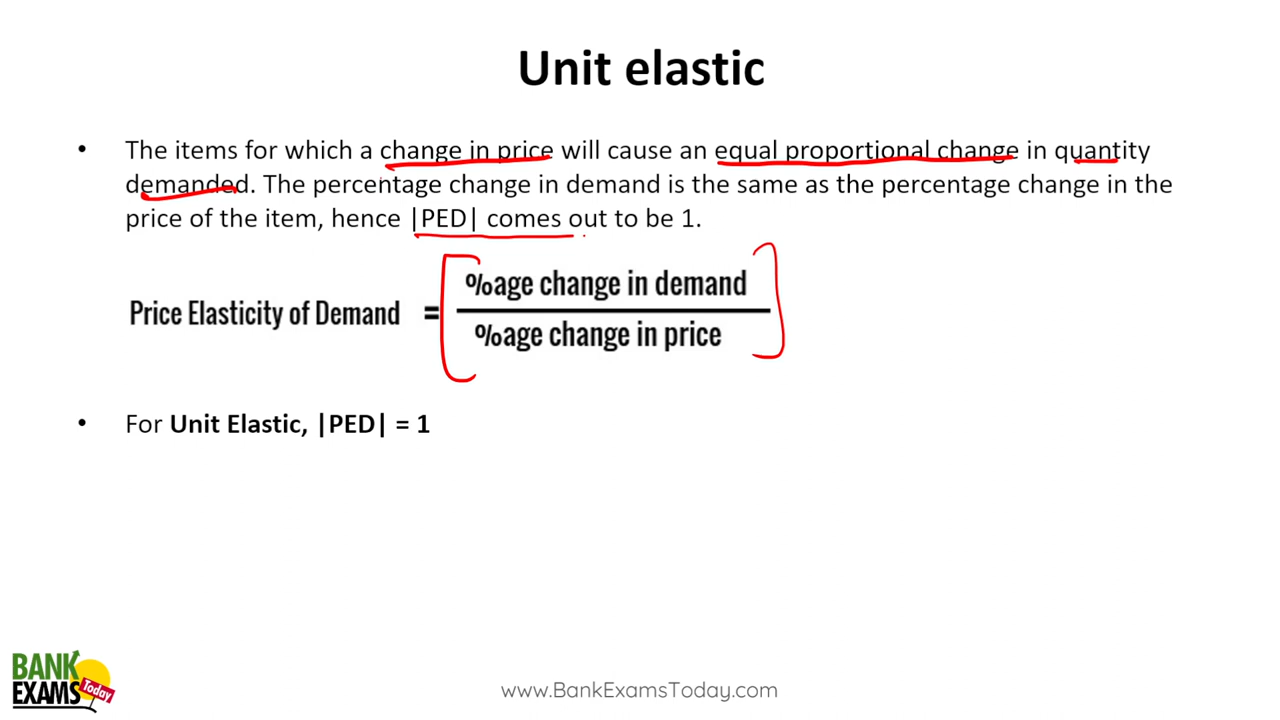 Unit elastic
• The items for which a change in price will cause an equal proportional change in quantity
demanded. The percentage change in demand is the same as the percentage change in the
price of the item, hence |PED| comes out to be 1.
Price Elasticity of Demand = %age change in demand
%age change in price
• For Unit Elastic, |PED| = 1
BANK
EXAMS Today
www.BankExamsToday.com